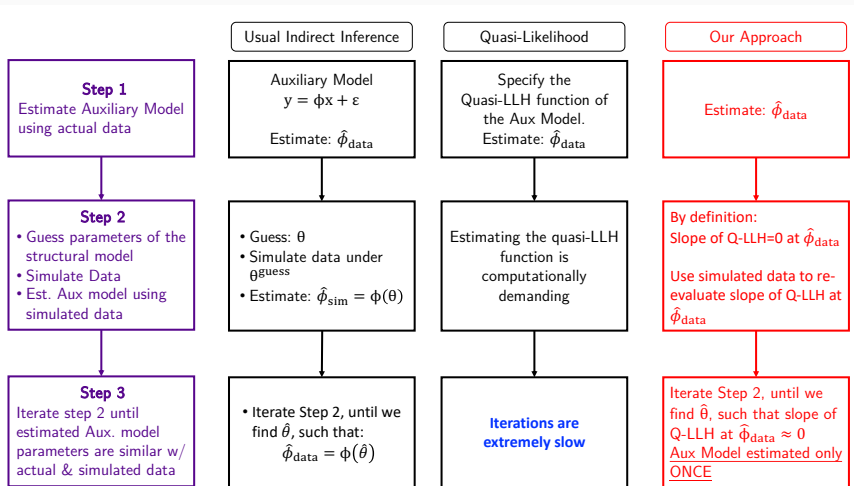 Usual Indirect Inference
Quasi-Likelihood
Our Approach
Step 1
Estimate Auxiliary Model
using actual data
Auxiliary Model
y = ϕx + ε
Estimate: ϕ̂data
Specify the
Quasi-LLH function of
the Aux Model.
Estimate: ϕ̂data
Estimate: ϕ̂data
Step 2
• Guess parameters of the
structural model
• Simulate Data
• Est. Aux model using
simulated data
• Guess: θ
• Simulate data under
θguess
• Estimate: ϕ̂sim = ϕ(θ)
Estimating the quasi-LLH
function is
computationally
demanding
By definition:
Slope of Q-LLH=0 at ϕ̂data
Use simulated data to re-
evaluate slope of Q-LLH at
ϕ̂data
Step 3
Iterate step 2 until
estimated Aux. model
parameters are similar w/
actual & simulated data
• Iterate Step 2, until we
find θ̂, such that:
ϕ̂data = ϕ(θ̂)
Iterations are
extremely slow
Iterate Step 2, until we
find θ̂, such that slope of
Q-LLH at ϕ̂data ≈ 0
Aux Model estimated only
ONCE